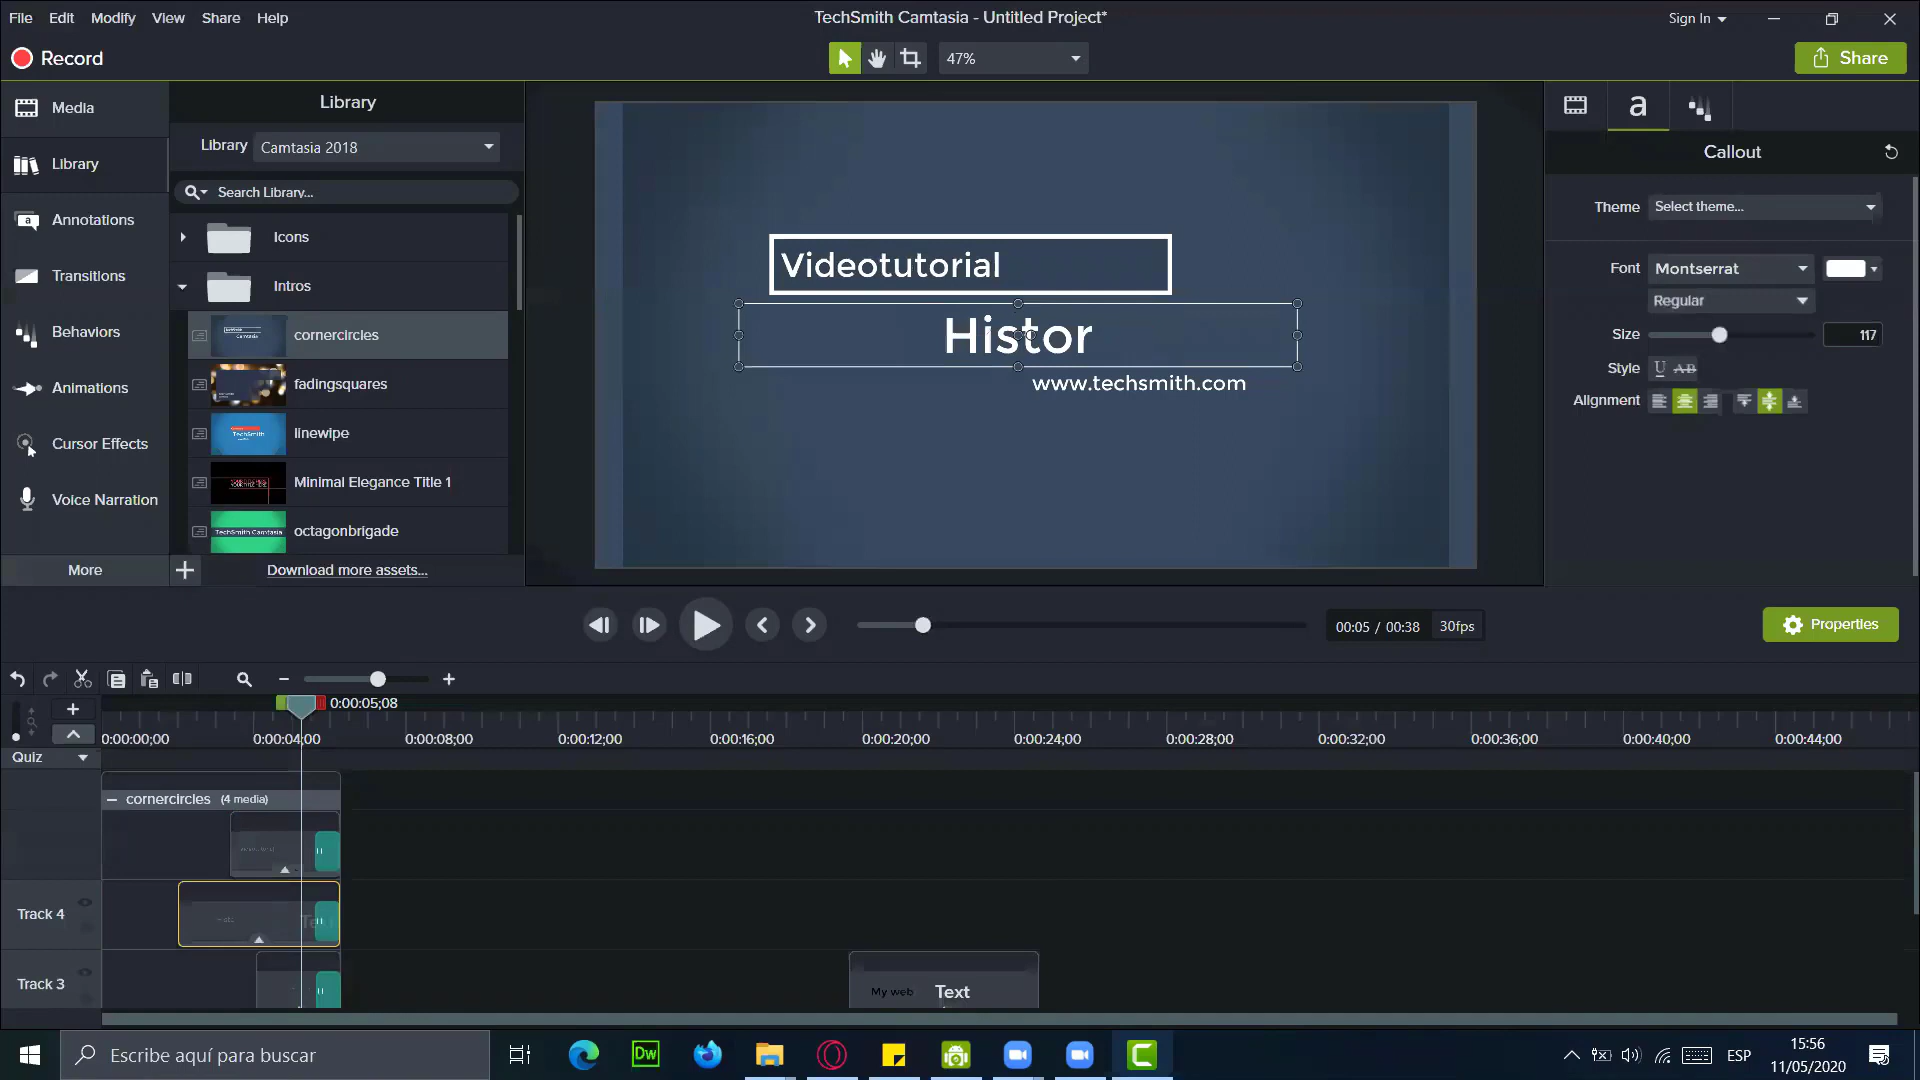 File Edit Modify View Share Help
TechSmith Camtasia - Untitled Project*
Sign In
Record
47%
Share
Media
Library
Annotations
Transitions
Behaviors
Animations
Cursor Effects
Voice Narration
More
Library
Library Camtasia 2018
Search Library...
Icons
Intros
cornercircles
fadingsquares
linewipe
Minimal Elegance Title 1
octagonbrigade
Download more assets...
Videotutorial
Histor
www.techsmith.com
a
Callout
Theme Select theme...
Font Montserrat
Regular
Size 117
Style U AB
Alignment
00:05 / 00:38 30fps
Properties
0:00:05;08
0:00:00;00 0:00:04;00 0:00:08;00 0:00:12;00 0:00:16;00 0:00:20;00 0:00:24;00 0:00:28;00 0:00:32;00 0:00:36;00 0:00:40;00 0:00:44;00
Quiz
cornercircles (4 media)
Track 4
Track 3
My web Text
Escribe aquí para buscar
Dw
ESP
15:56
11/05/2020